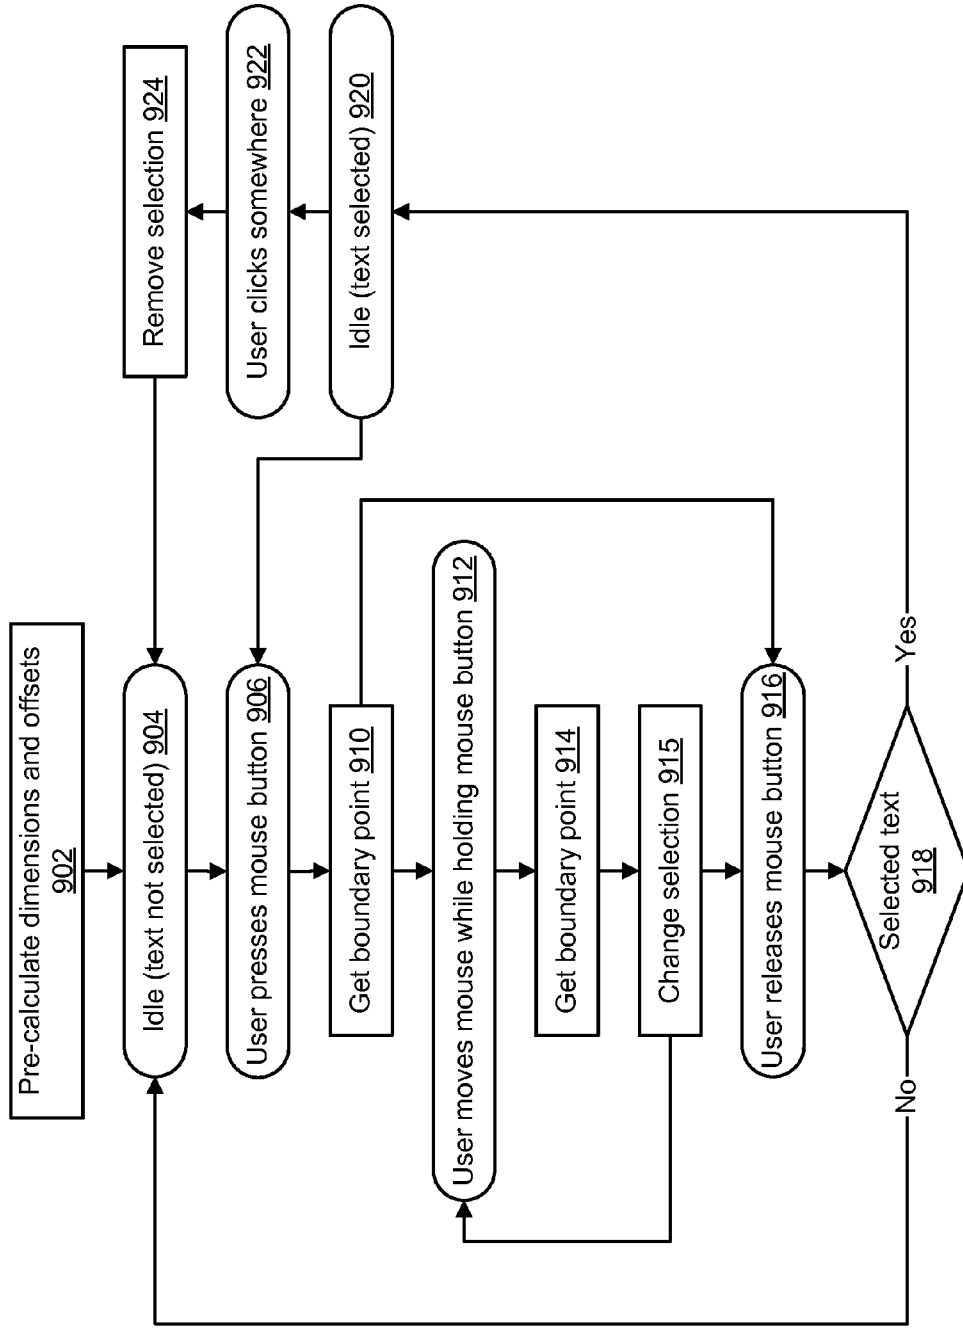 Pre-calculate dimensions and offsets
902
Idle (text not selected) 904
User presses mouse button 906
Get boundary point 910
User moves mouse while holding mouse button 912
Get boundary point 914
Change selection 915
User releases mouse button 916
Selected text
918
No
Yes
Remove selection 924
User clicks somewhere 922
Idle (text selected) 920